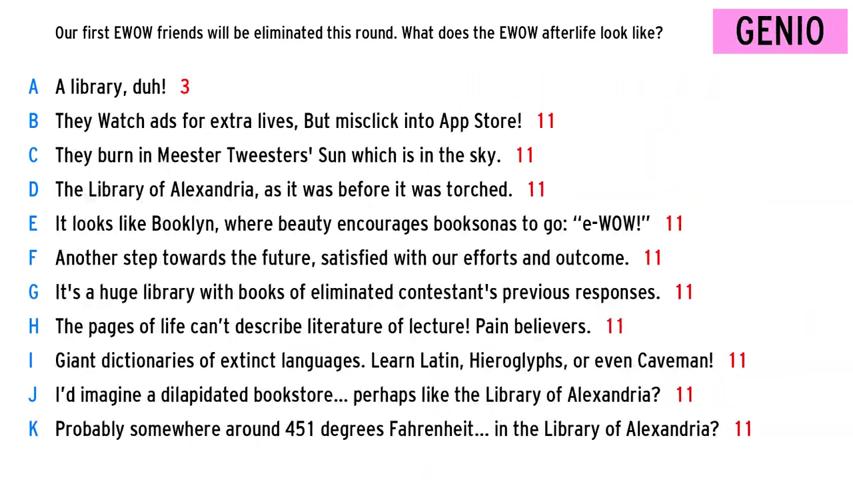 Our first EWOW friends will be eliminated this round. What does the EWOW afterlife look like?
GENIO
A A library, duh! 3
B They Watch ads for extra lives, But misclick into App Store! 11
C They burn in Meester Tweesters' Sun which is in the sky. 11
D The Library of Alexandria, as it was before it was torched. 11
E It looks like Booklyn, where beauty encourages booksonas to go: “e-WOW!” 11
F Another step towards the future, satisfied with our efforts and outcome. 11
G It's a huge library with books of eliminated contestant's previous responses. 11
H The pages of life can’t describe literature of lecture! Pain believers. 11
I Giant dictionaries of extinct languages. Learn Latin, Hieroglyphs, or even Caveman! 11
J I’d imagine a dilapidated bookstore... perhaps like the Library of Alexandria? 11
K Probably somewhere around 451 degrees Fahrenheit... in the Library of Alexandria? 11